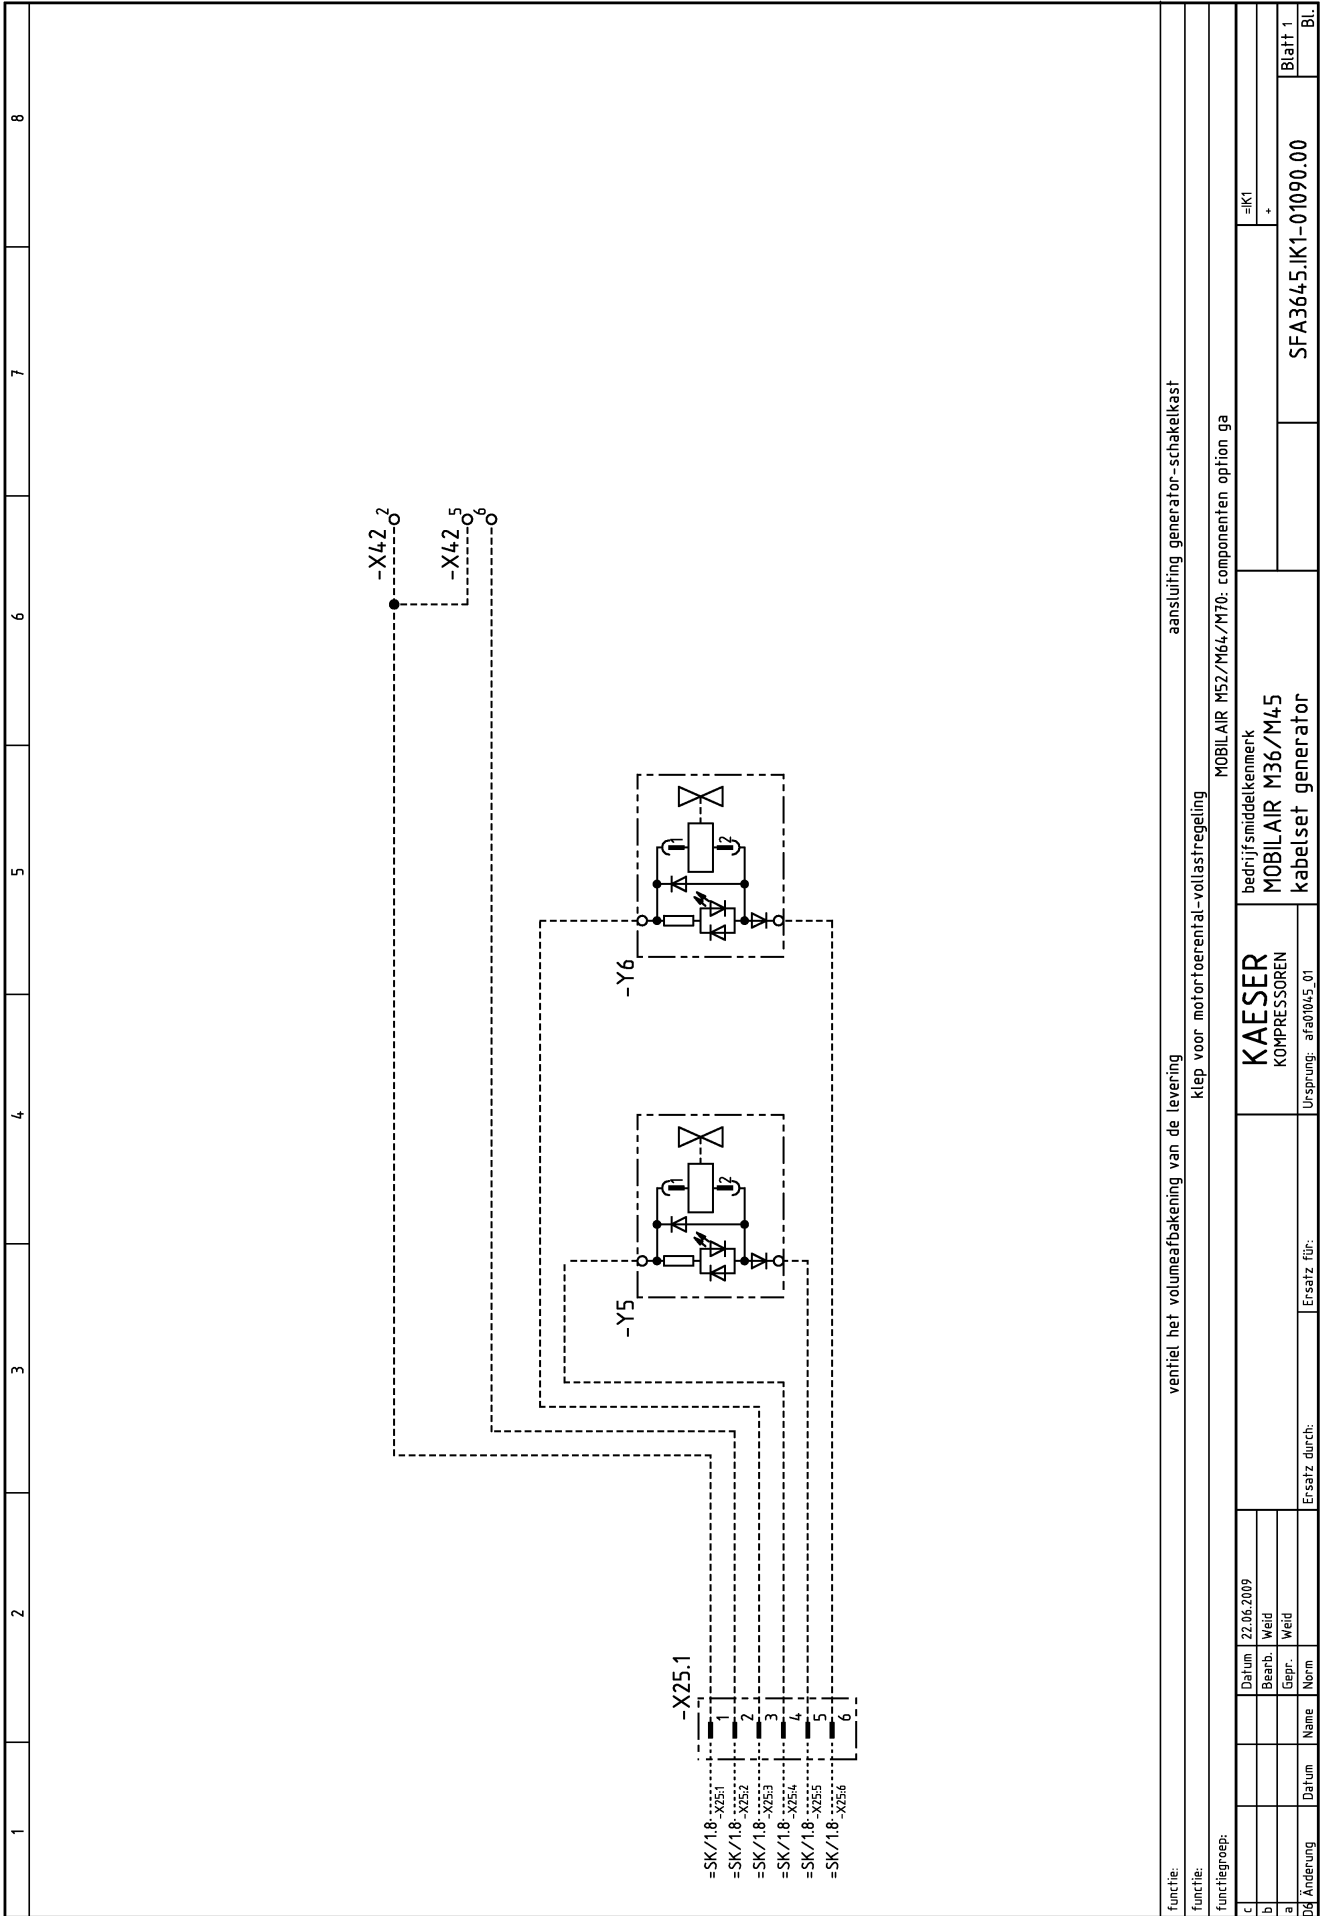 1 2 3 4 5 6 7 8
-X42 2
-X42 5
6
-Y5
1
2
-Y6
1
2
-X25.1
=SK/1.8 -X25:1 1
=SK/1.8 -X25:2 2
=SK/1.8 -X25:3 3
=SK/1.8 -X25:4 4
=SK/1.8 -X25:5 5
=SK/1.8 -X25:6 6
functie: ventiel het volumeafbakening van de levering aansluiting generator-schakelkast
functie: klep voor motortoerental-vollastregeling
functiegroep: MOBILAIR M52/M64/M70: componenten option ga
c Datum 22.06.2009
b Bearb. Weid
a Gepr. Weid
06 Änderung Datum Name Norm
Ersatz durch: Ersatz für:
KAESER
KOMPRESSOREN
Ursprung: afa01045_01
bedrijfsmiddelkenmerk
MOBILAIR M36/M45
kabelset generator
=IK1
+
SFA3645.IK1-01090.00
Blatt 1
Bl.